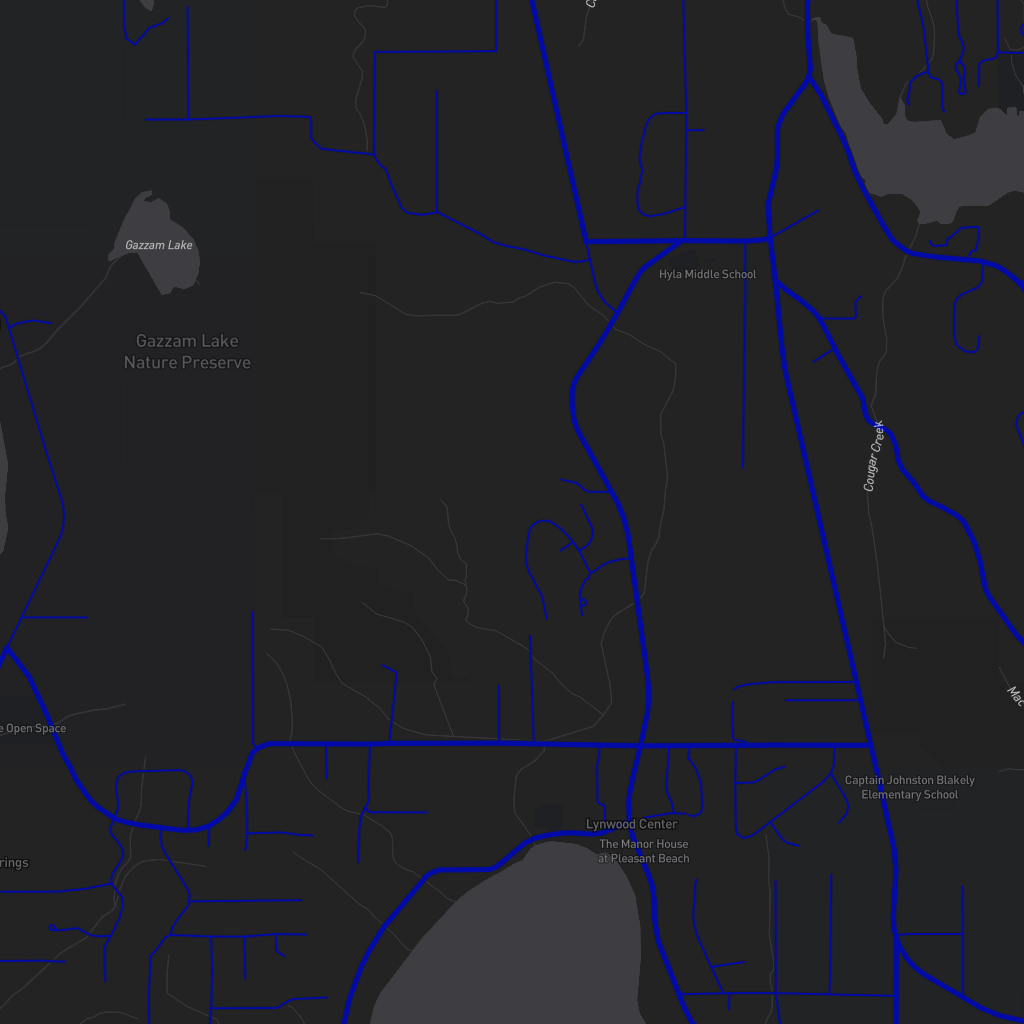 Gazzam Lake
Hyla Middle School
Gazzam Lake
Nature Preserve
Cougar Creek
Mac
e Open Space
Captain Johnston Blakely
Elementary School
Lynwood Center
The Manor House
at Pleasant Beach
rings